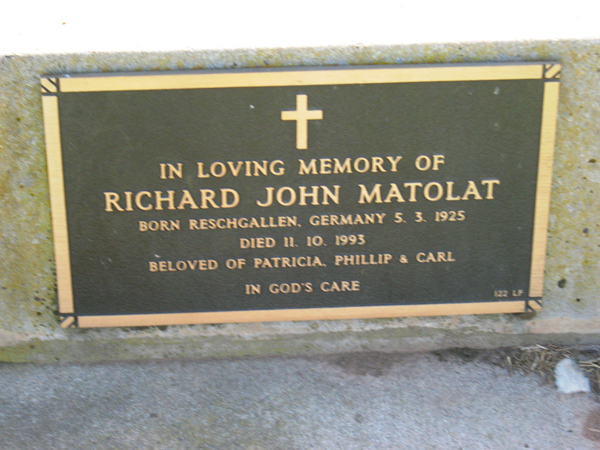 IN LOVING MEMORY OF
RICHARD JOHN MATOLAT
BORN RESCHGALLEN, GERMANY 5. 3. 1925
DIED 11. 10. 1993
BELOVED OF PATRICIA, PHILLIP & CARL
IN GOD'S CARE
122 LP